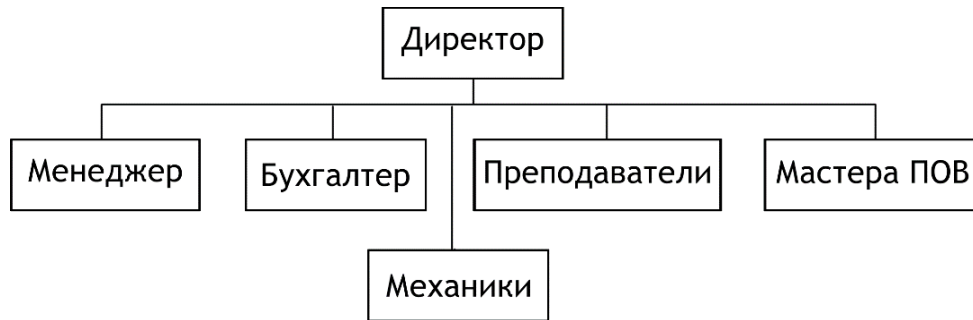 Директор
Менеджер
Бухгалтер
Преподаватели
Мастера ПОВ
Механики